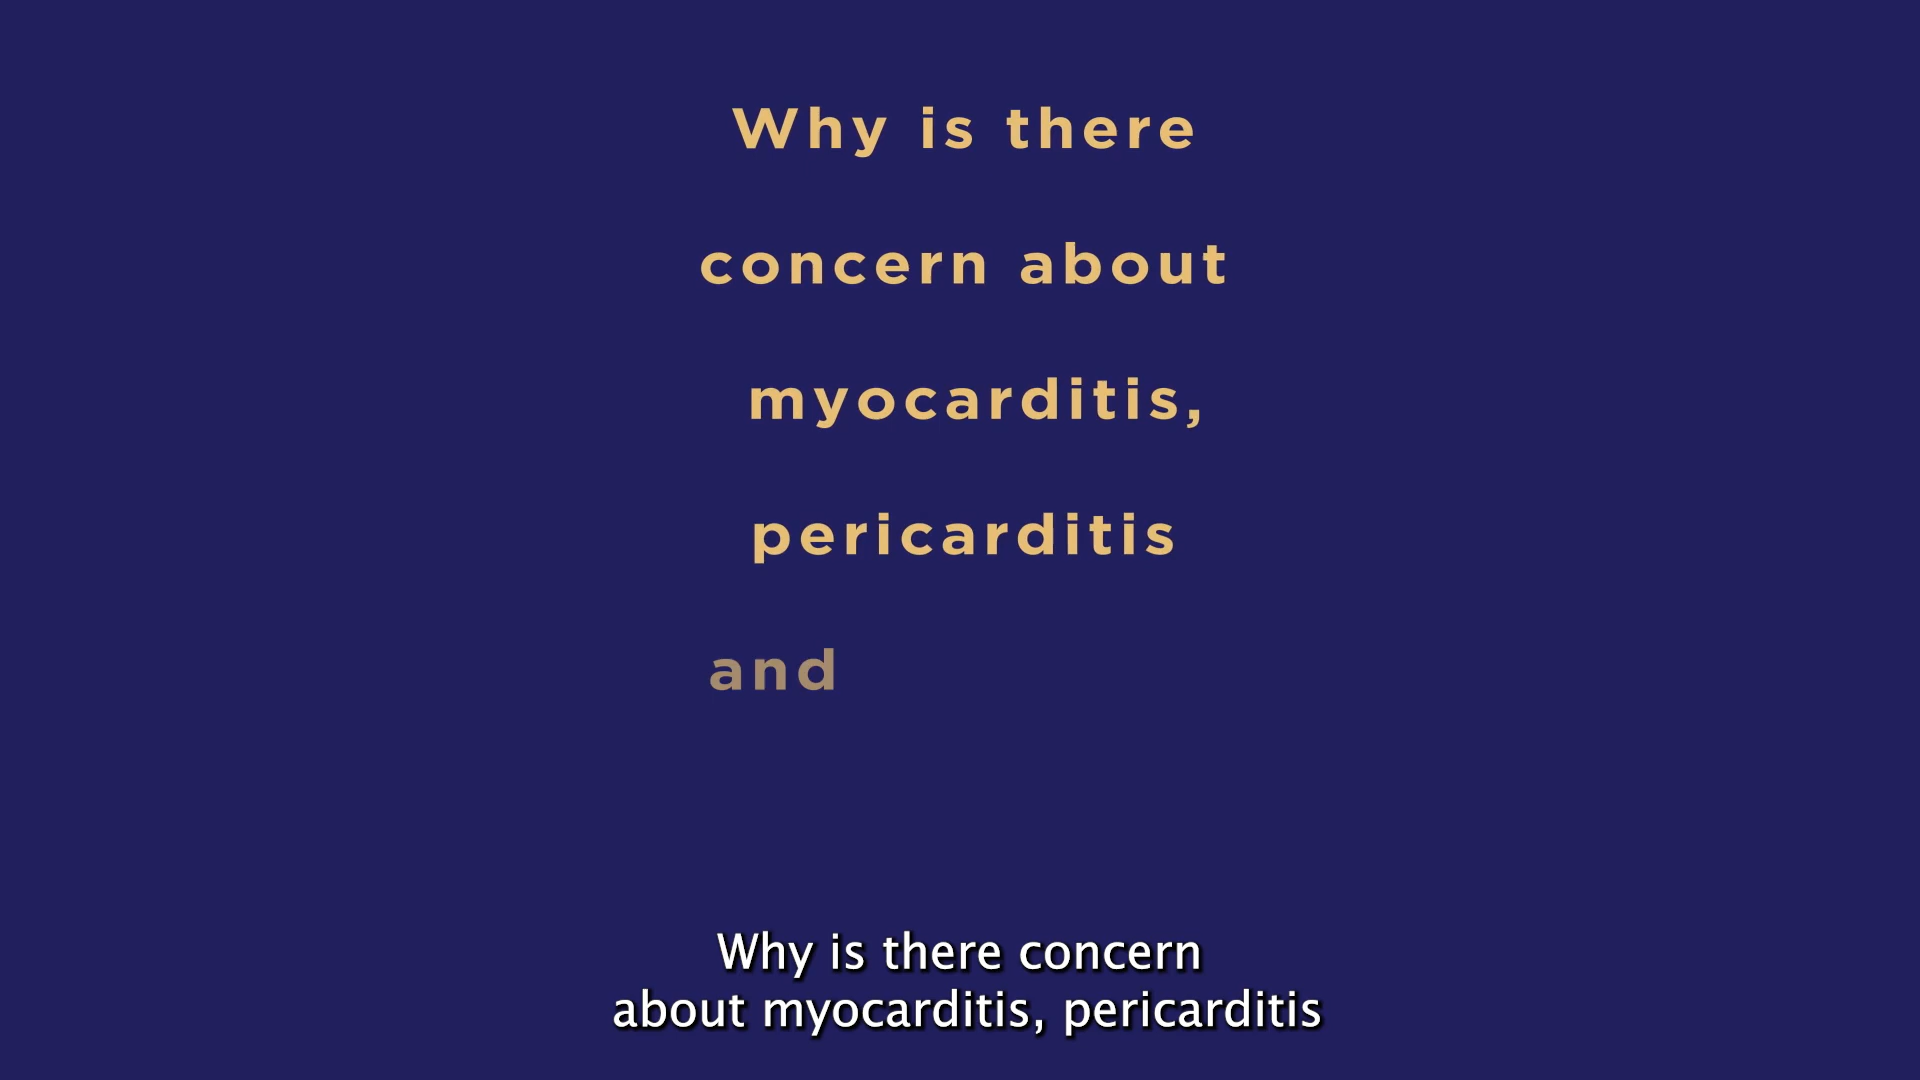 Why is there
concern about
myocarditis,
pericarditis
and
Why is there concern
about myocarditis, pericarditis